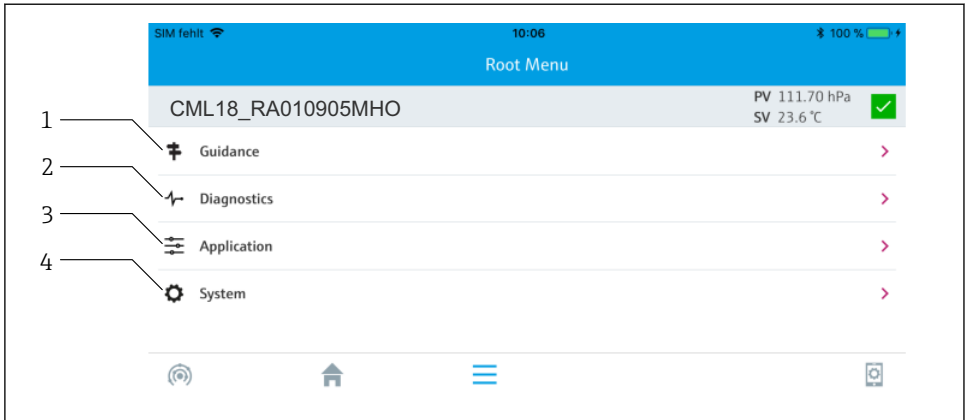 SIM fehlt 10:06 100 %
Root Menu
CML18_RA010905MHO
PV 111.70 hPa
SV 23.6 °C
1 Guidance
2 Diagnostics
3 Application
4 System